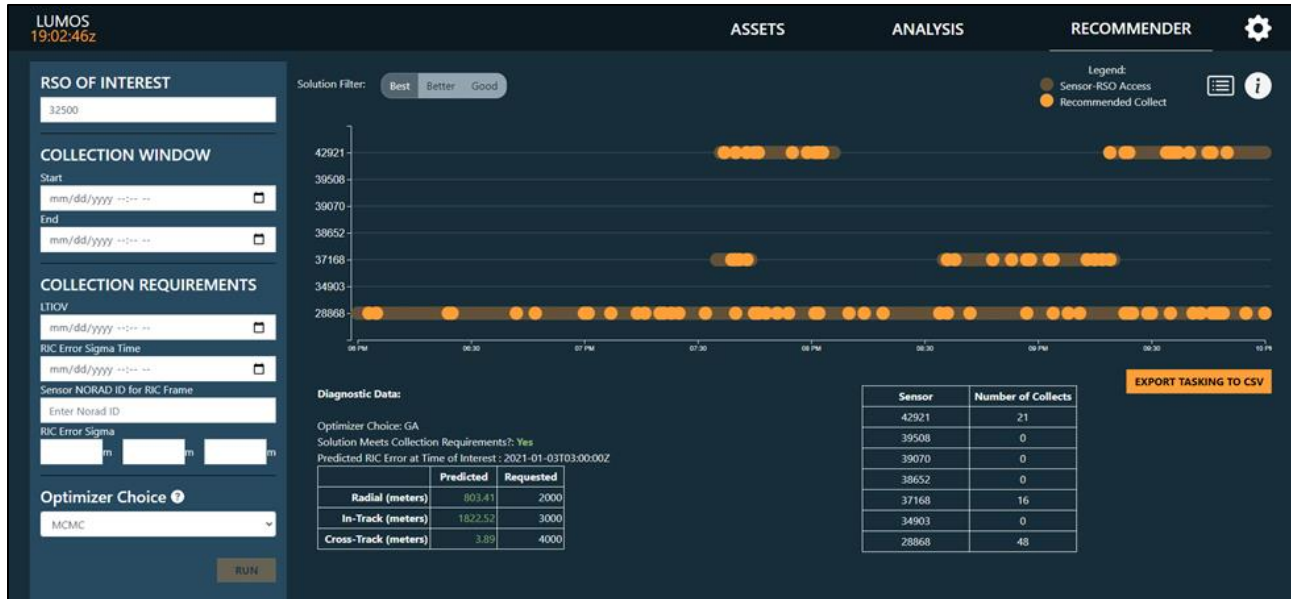 LUMOS
19:02:46z
ASSETS
ANALYSIS
RECOMMENDER
RSO OF INTEREST
32500
COLLECTION WINDOW
Start
mm/dd/yyyy --:-- --
End
mm/dd/yyyy --:-- --
COLLECTION REQUIREMENTS
LTIOV
mm/dd/yyyy --:-- --
RIC Error Sigma Time
mm/dd/yyyy --:-- --
Sensor NORAD ID for RIC Frame
Enter Norad ID
RIC Error Sigma
m m m
Optimizer Choice ?
MCMC
RUN
Solution Filter: Best Better Good
Legend:
Sensor-RSO Access
Recommended Collect
i
42921
39508
39070
38652
37168
34903
28868
06 PM 06:30 07 PM 07:30 08 PM 08:30 09 PM 09:30 10 PM
EXPORT TASKING TO CSV
Diagnostic Data:
Optimizer Choice: GA
Solution Meets Collection Requirements?: Yes
Predicted RIC Error at Time of Interest : 2021-01-03T03:00:00Z
Predicted Requested
Radial (meters) 803.41 2000
In-Track (meters) 1822.52 3000
Cross-Track (meters) 3.89 4000
Sensor Number of Collects
42921 21
39508 0
39070 0
38652 0
37168 16
34903 0
28868 48